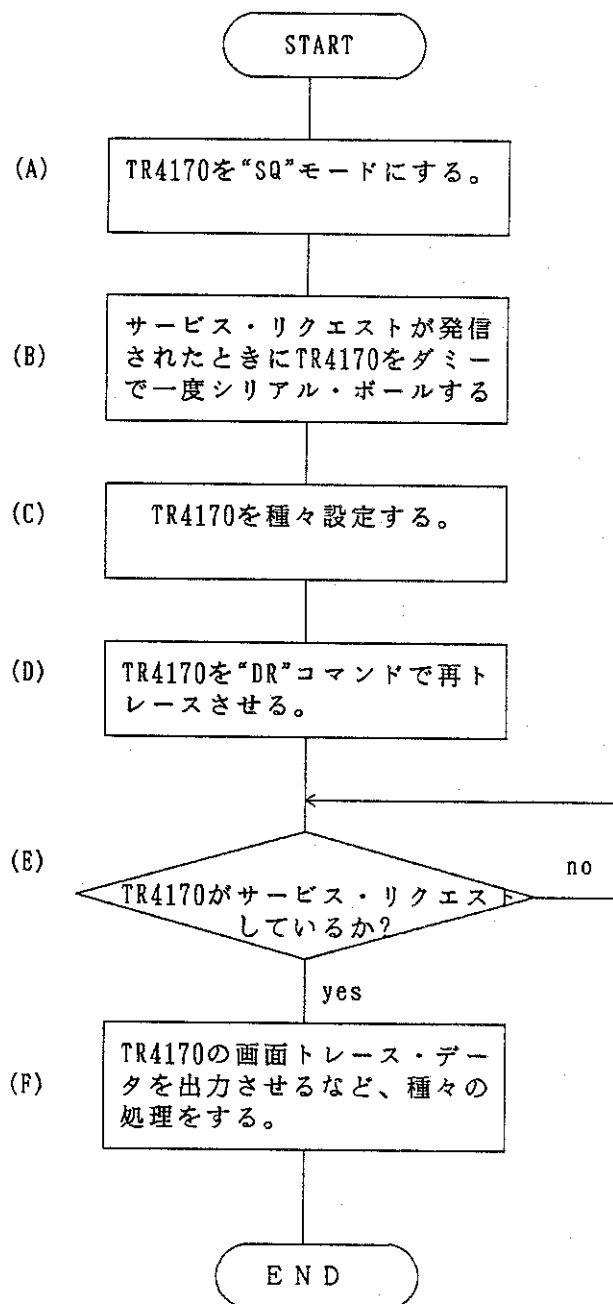 START
(A)
TR4170を“SQ”モードにする。
(B)
サービス・リクエストが発信
されたときにTR4170をダミー
で一度シリアル・ポールする
(C)
TR4170を種々設定する。
(D)
TR4170を“DR”コマンドで再ト
レースさせる。
(E)
TR4170がサービス・リクエスト
しているか?
no
yes
(F)
TR4170の画面トレース・デー
タを出力させるなど、種々の
処理をする。
END